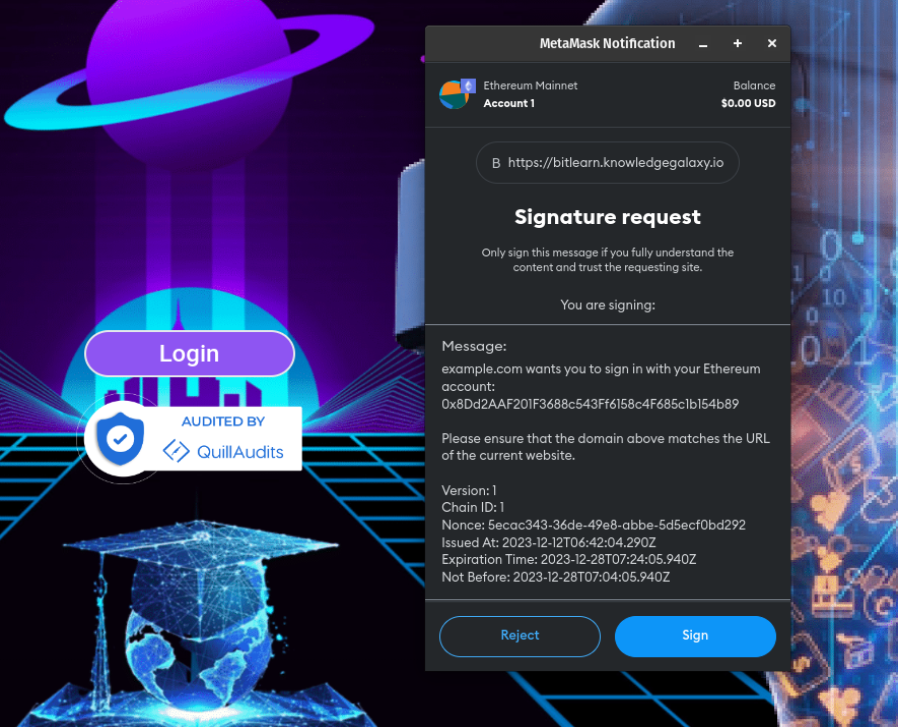 Login
AUDITED BY
QuillAudits
MetaMask Notification
Ethereum Mainnet
Account 1
Balance
$0.00 USD
B https://bitlearn.knowledgegalaxy.io
Signature request
Only sign this message if you fully understand the
content and trust the requesting site.
You are signing:
Message:
example.com wants you to sign in with your Ethereum
account:
0x8Dd2AAF201F3688c543Ff6158c4F685c1b154b89
Please ensure that the domain above matches the URL
of the current website.
Version: 1
Chain ID: 1
Nonce: 5ecac343-36de-49e8-abbe-5d5ecf0bd292
Issued At: 2023-12-12T06:42:04.290Z
Expiration Time: 2023-12-28T07:24:05.940Z
Not Before: 2023-12-28T07:04:05.940Z
Reject
Sign